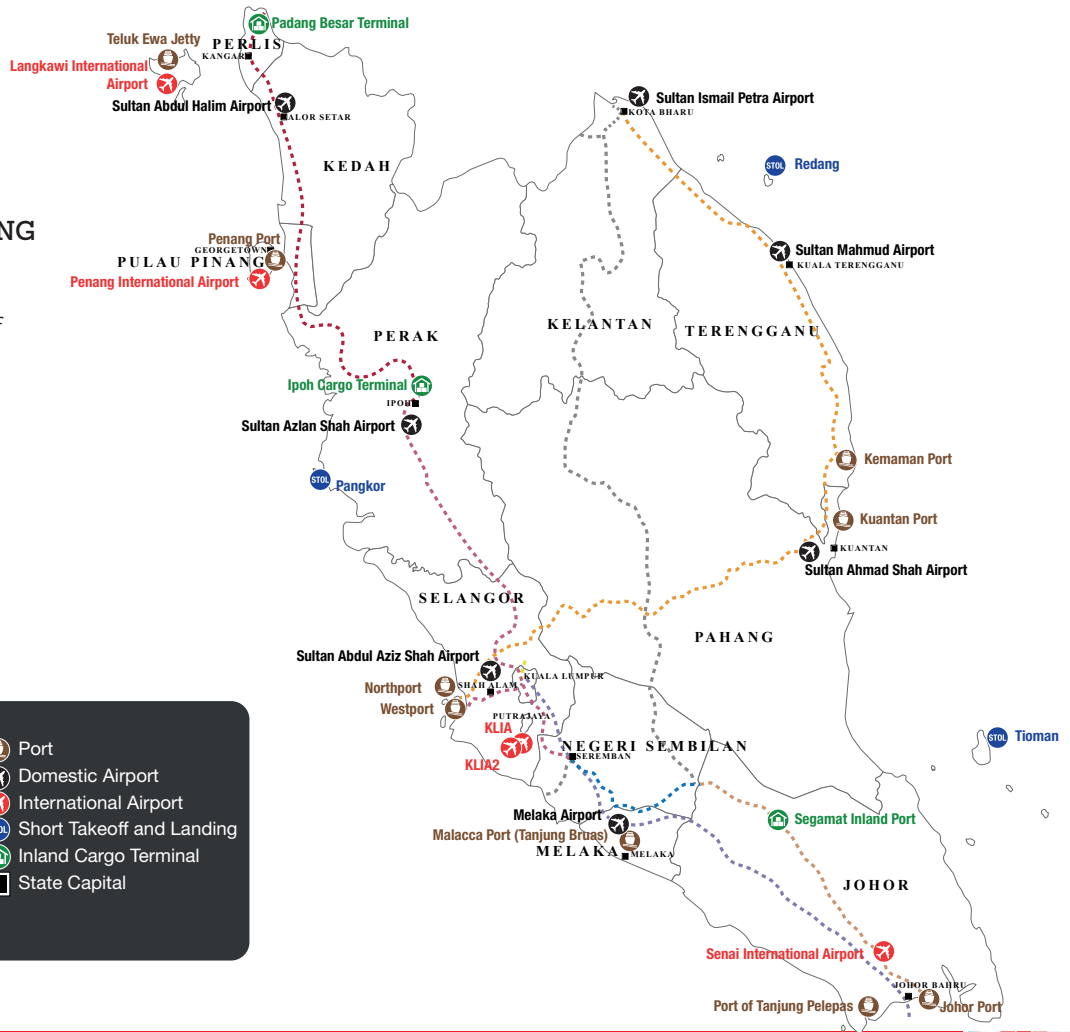 Padang Besar Terminal
Teluk Ewa Jetty
PERLIS
KANGAR
Langkawi International
Airport
Sultan Abdul Halim Airport
ALOR SETAR
Sultan Ismail Petra Airport
KOTA BHARU
KEDAH
STOL
Redang
NG
Penang Port
GEORGETOWN
PULAU PINANG
Penang International Airport
Sultan Mahmud Airport
KUALA TERENGGANU
PERAK
KELANTAN
TERENGGANU
Ipoh Cargo Terminal
IPOH
Sultan Azlan Shah Airport
STOL
Pangkor
Kemaman Port
Kuantan Port
KUANTAN
Sultan Ahmad Shah Airport
SELANGOR
PAHANG
Sultan Abdul Aziz Shah Airport
KUALA LUMPUR
Northport
SHAH ALAM
Westport
PUTRAJAYA
KLIA
KLIA2
NEGERI SEMBILAN
SEREMBAN
STOL
Tioman
Port
Domestic Airport
International Airport
Short Takeoff and Landing
Inland Cargo Terminal
State Capital
Melaka Airport
Malacca Port (Tanjung Bruas)
MELAKA
MELAKA
Segamat Inland Port
JOHOR
Senai International Airport
JOHOR BAHRU
Port of Tanjung Pelepas
Johor Port